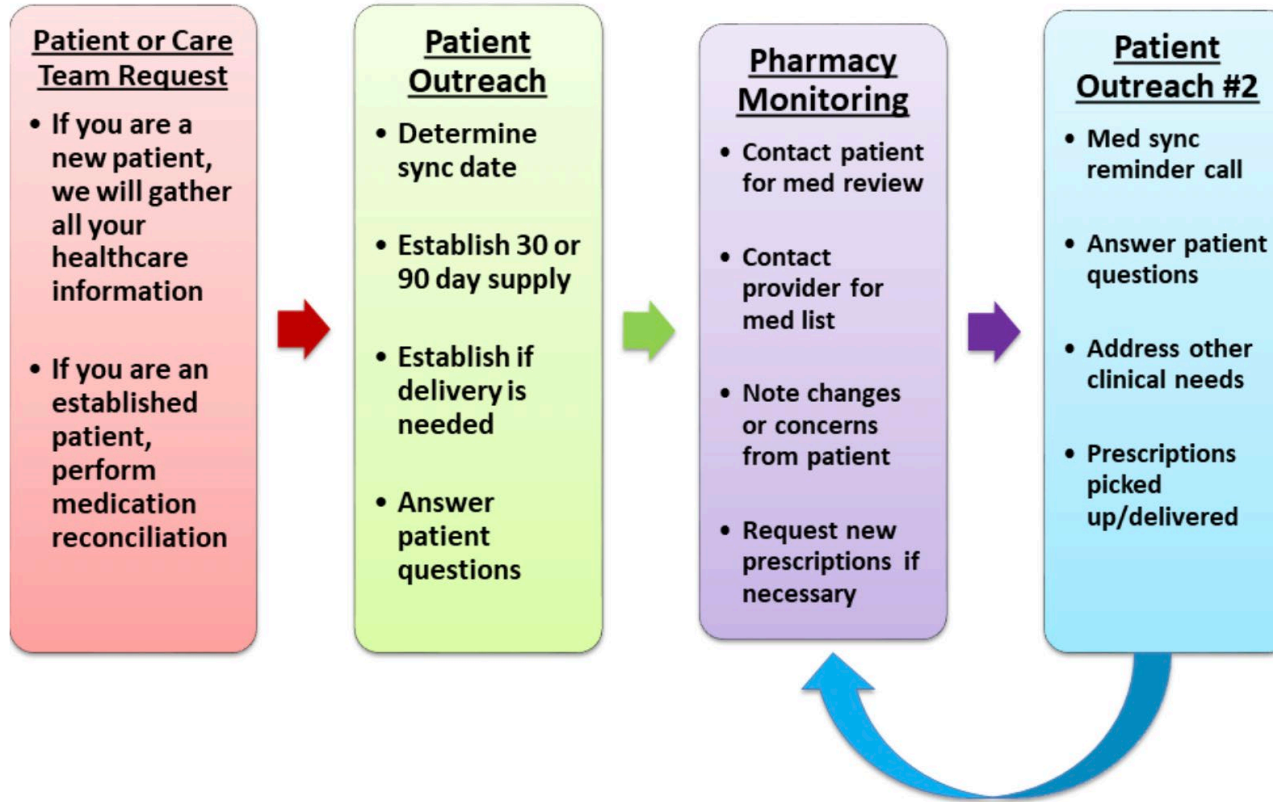 Patient or Care
Team Request
• If you are a
new patient,
we will gather
all your
healthcare
information
• If you are an
established
patient,
perform
medication
reconciliation
Patient
Outreach
• Determine
sync date
• Establish 30 or
90 day supply
• Establish if
delivery is
needed
• Answer
patient
questions
Pharmacy
Monitoring
• Contact patient
for med review
• Contact
provider for
med list
• Note changes
or concerns
from patient
• Request new
prescriptions if
necessary
Patient
Outreach #2
• Med sync
reminder call
• Answer patient
questions
• Address other
clinical needs
• Prescriptions
picked
up/delivered